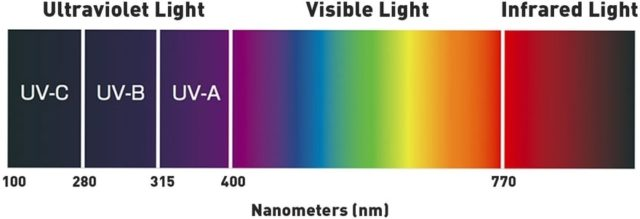 Ultraviolet Light Visible Light Infrared Light
UV-C UV-B UV-A
100 280 315 400 770
Nanometers (nm)